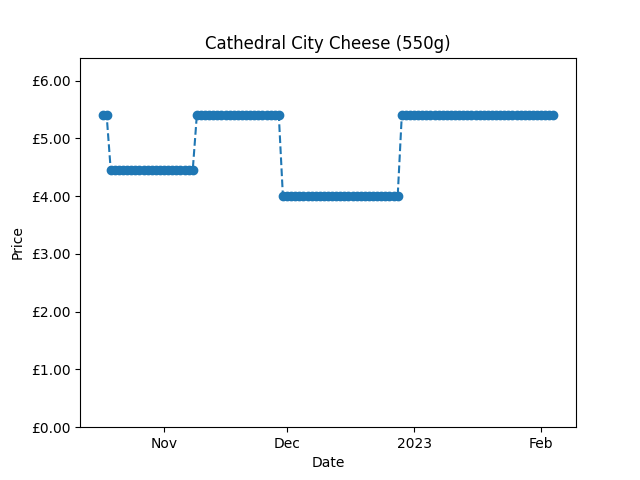 Cathedral City Cheese (550g)
£6.00
£5.00
£4.00
£3.00
£2.00
£1.00
£0.00
Price
Nov
Dec
2023
Feb
Date